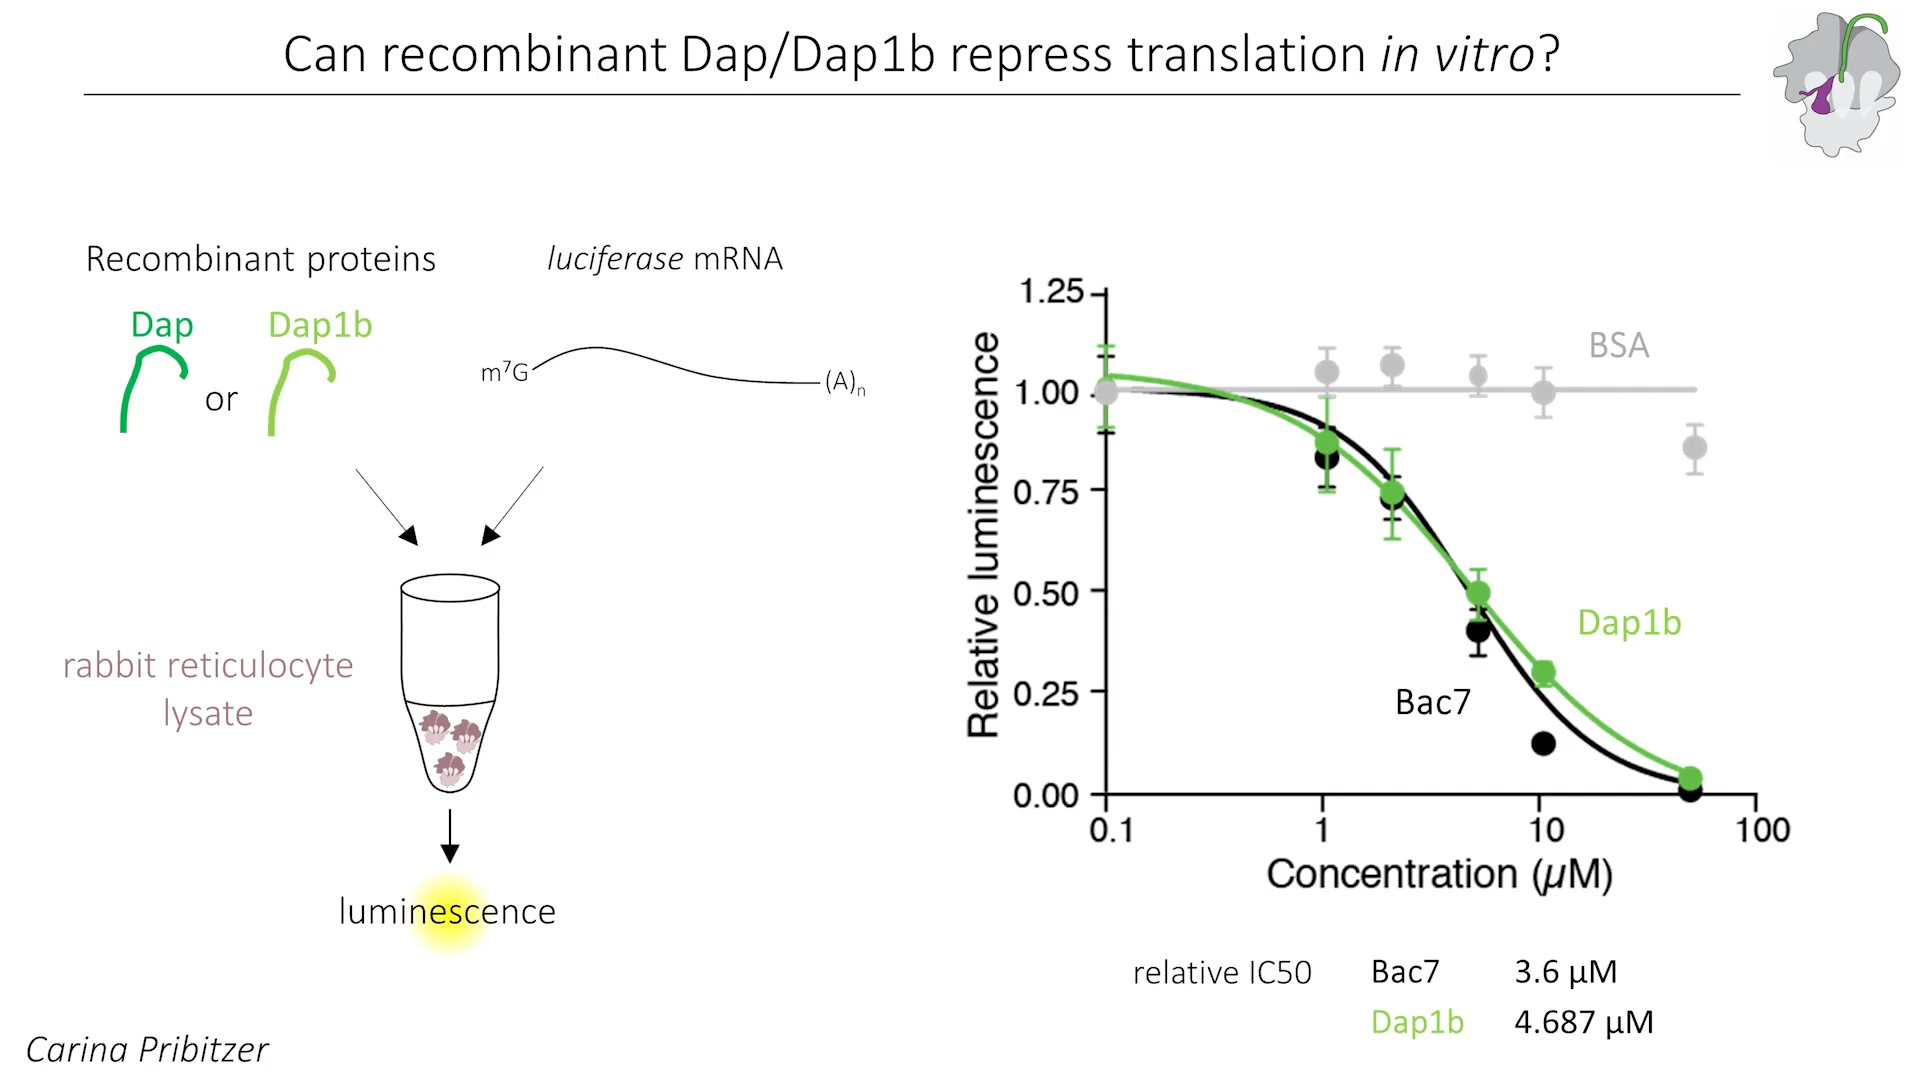 Can recombinant Dap/Dap1b repress translation in vitro?
Recombinant proteins
luciferase mRNA
Dap
or
Dap1b
m⁷G
(A)ₙ
rabbit reticulocyte
lysate
luminescence
Relative luminescence
1.25
1.00
0.75
0.50
0.25
0.00
0.1
1
10
100
Concentration (µM)
BSA
Dap1b
Bac7
relative IC50
Bac7 3.6 µM
Dap1b 4.687 µM
Carina Pribitzer